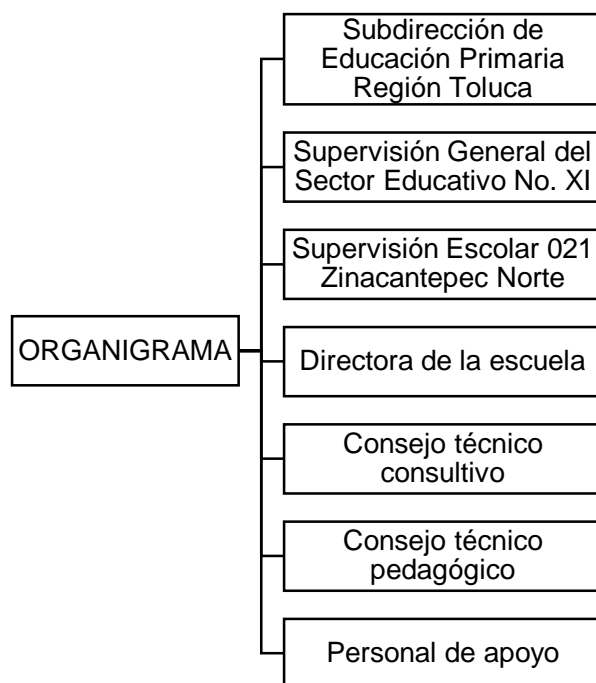 Subdirección de
Educación Primaria
Región Toluca
Supervisión General del
Sector Educativo No. XI
Supervisión Escolar 021
Zinacantepec Norte
ORGANIGRAMA
Directora de la escuela
Consejo técnico
consultivo
Consejo técnico
pedagógico
Personal de apoyo